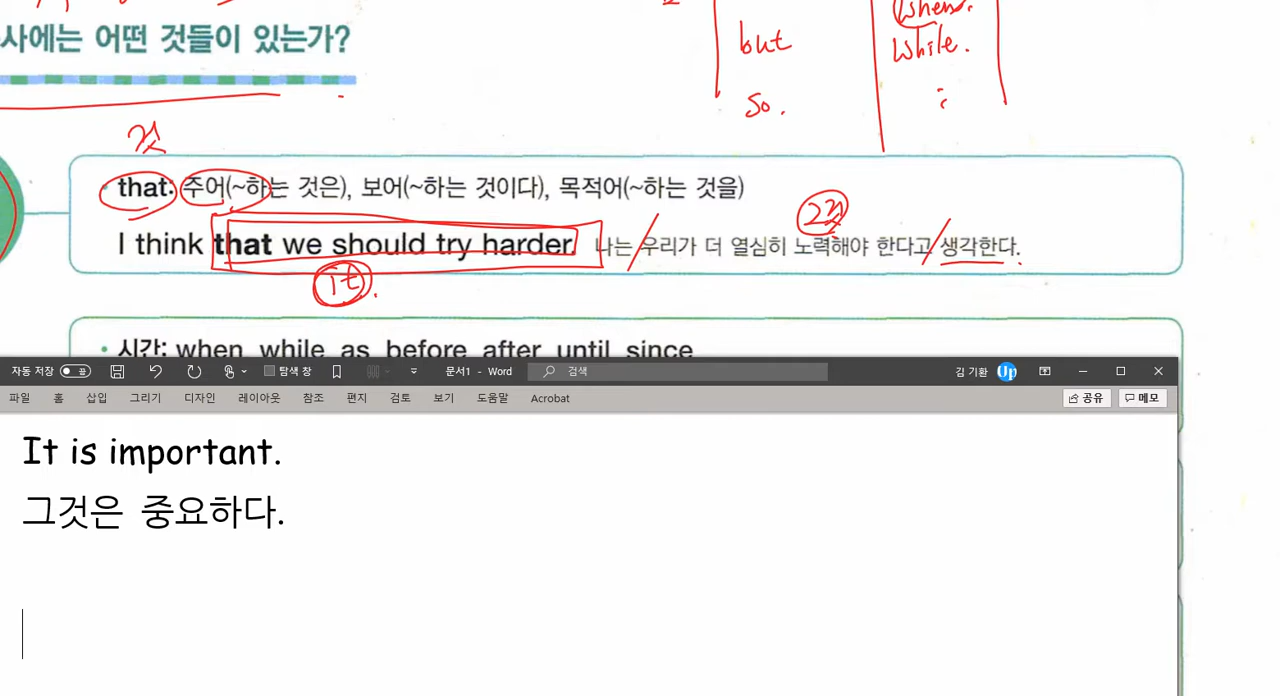 when.
사에는 어떤 것들이 있는가?
but
while.
so.
것
that: 주어(~하는 것은), 보어(~하는 것이다), 목적어(~하는 것을)
I think that we should try harder. 나는 우리가 더 열심히 노력해야 한다고 생각한다.
it
시간: when, while, as, before, after, until, since
자동 저장 탐색 창 문서1 - Word 검색 김 기환
파일 홈 삽입 그리기 디자인 레이아웃 참조 편지 검토 보기 도움말 Acrobat 공유 메모
It is important.
그것은 중요하다.